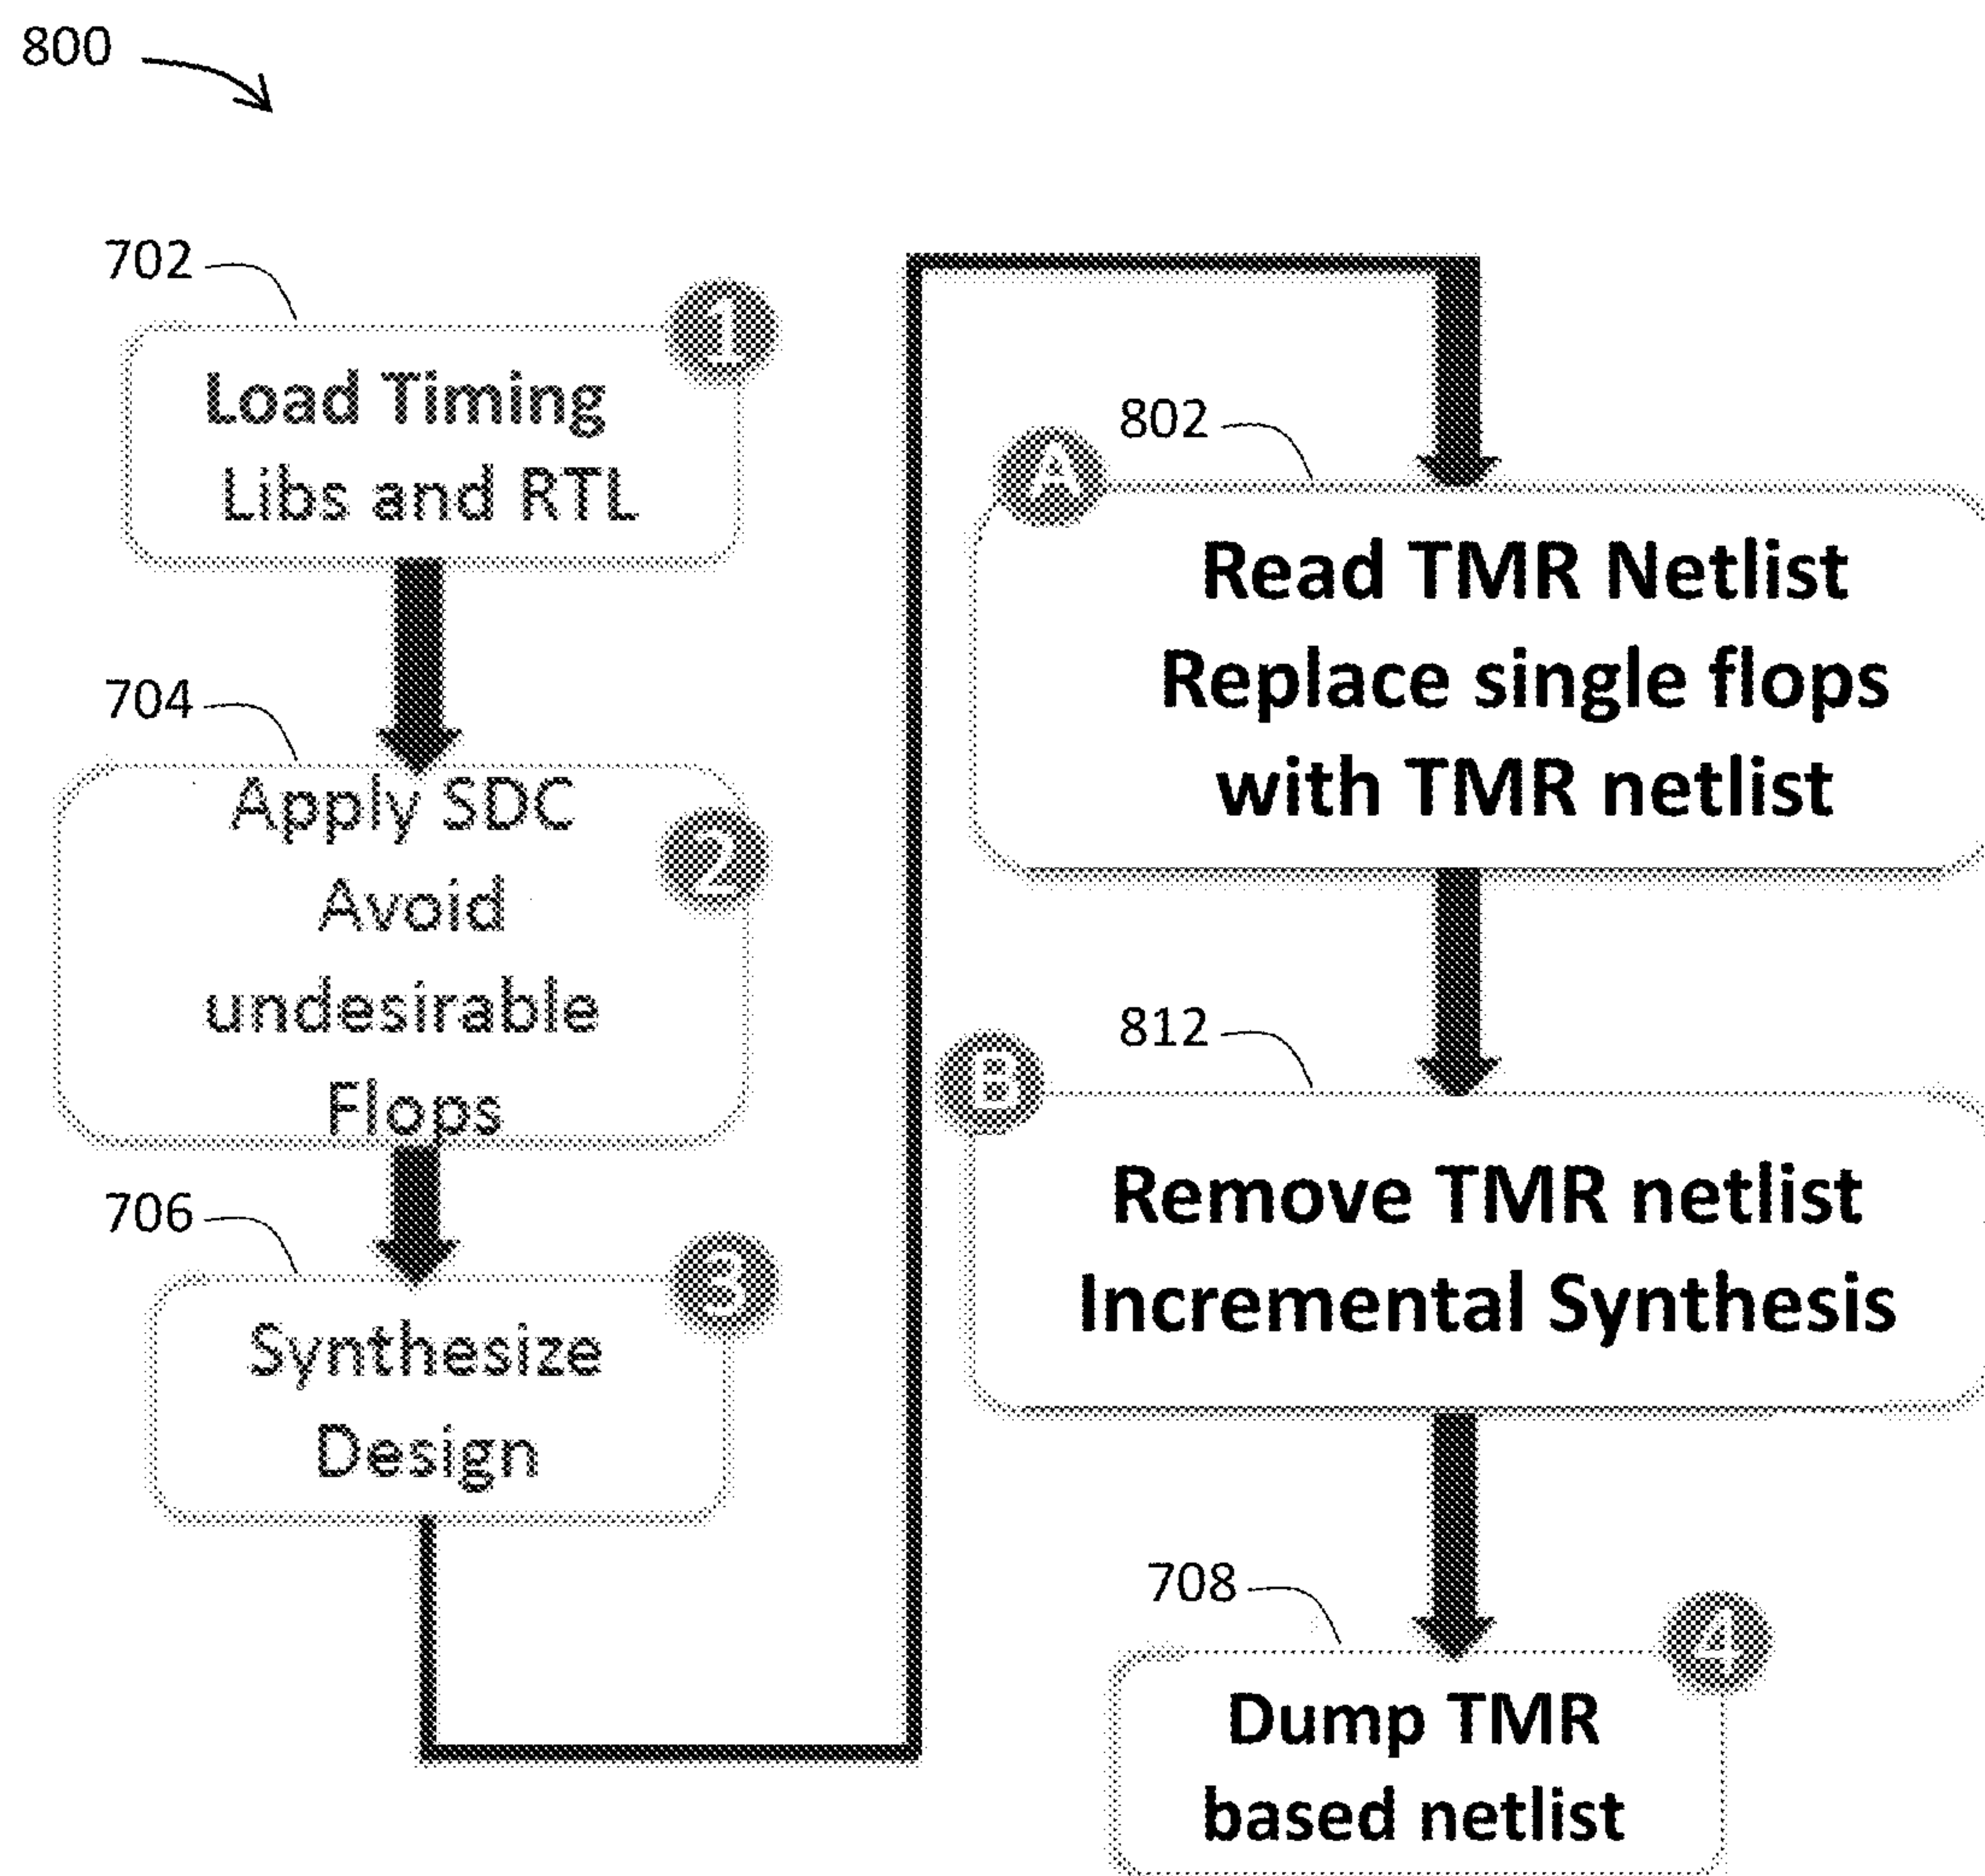 800
702
1
Load Timing
Libs and RTL
704
2
Apply SDC
Avoid
undesirable
Flops
706
3
Synthesize
Design
802
A
Read TMR Netlist
Replace single flops
with TMR netlist
812
B
Remove TMR netlist
Incremental Synthesis
708
4
Dump TMR
based netlist